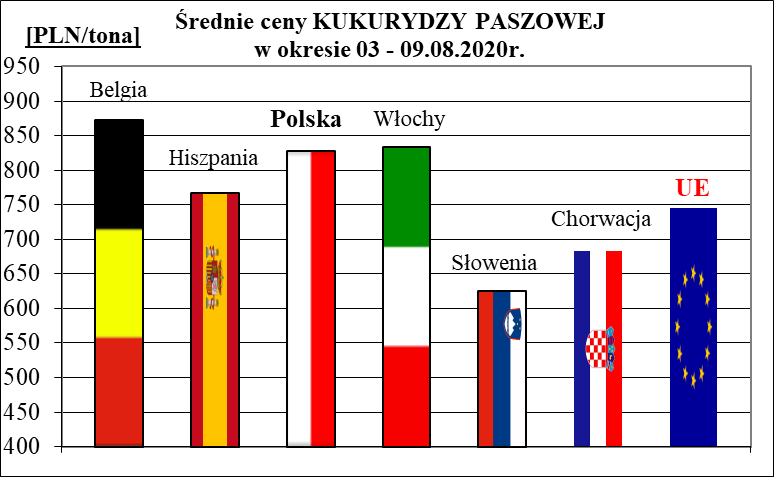 Średnie ceny KUKURYDZY PASZOWEJ
w okresie 03 - 09.08.2020r.
[PLN/tona]
950
900
850
800
750
700
650
600
550
500
450
400
Belgia
Hiszpania
Polska
Włochy
Słowenia
Chorwacja
UE